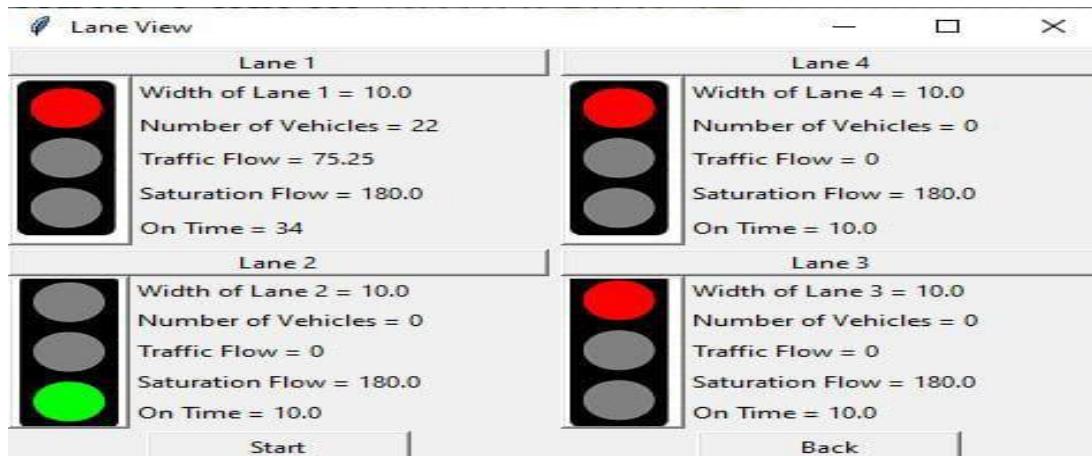 Lane View
Lane 1
Width of Lane 1 = 10.0
Number of Vehicles = 22
Traffic Flow = 75.25
Saturation Flow = 180.0
On Time = 34
Lane 4
Width of Lane 4 = 10.0
Number of Vehicles = 0
Traffic Flow = 0
Saturation Flow = 180.0
On Time = 10.0
Lane 2
Width of Lane 2 = 10.0
Number of Vehicles = 0
Traffic Flow = 0
Saturation Flow = 180.0
On Time = 10.0
Lane 3
Width of Lane 3 = 10.0
Number of Vehicles = 0
Traffic Flow = 0
Saturation Flow = 180.0
On Time = 10.0
Start
Back